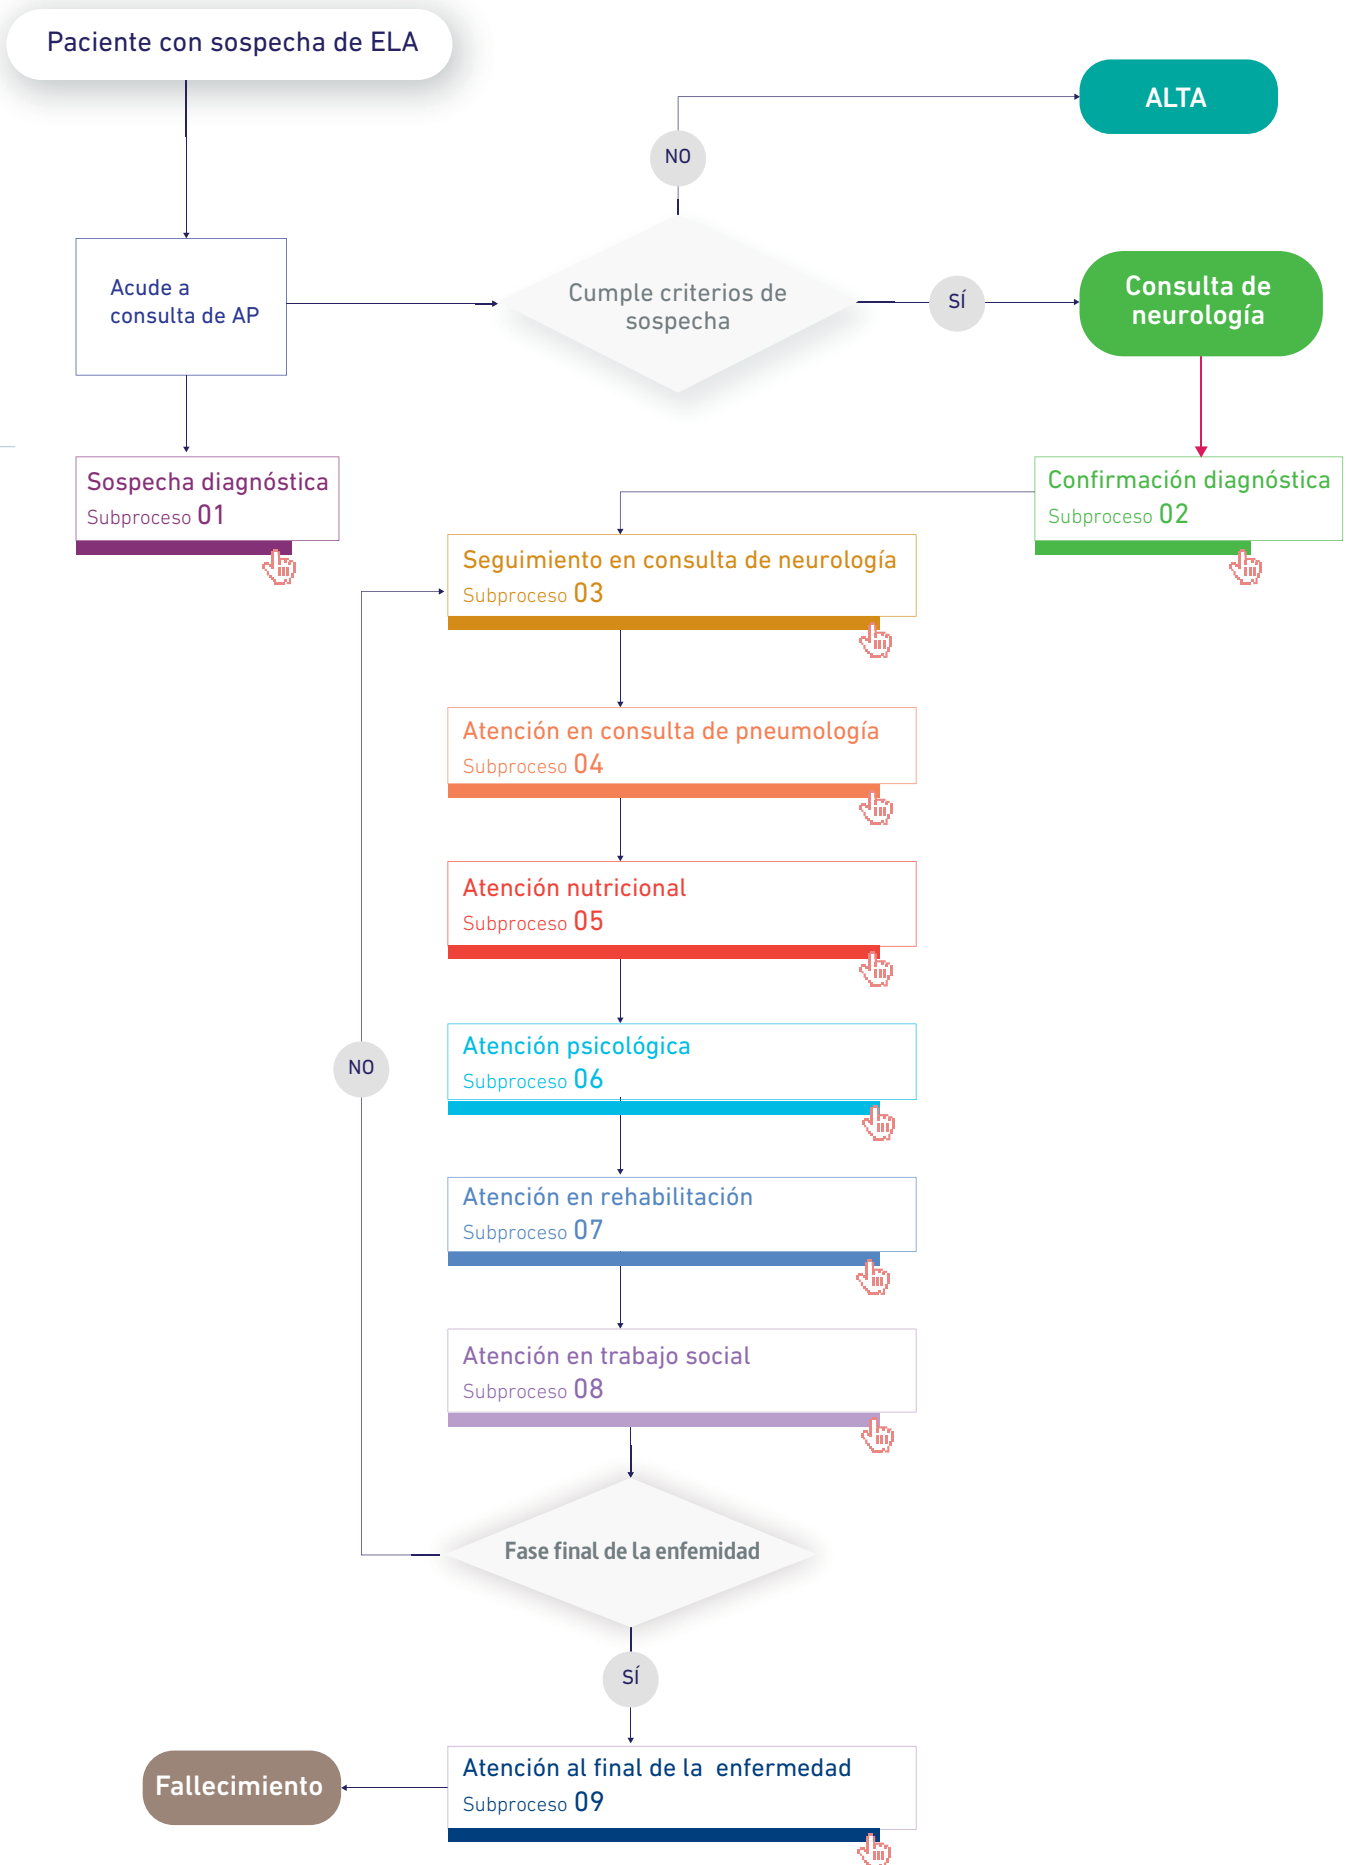 Paciente con sospecha de ELA
ALTA
NO
Acude a
consulta de AP
Cumple criterios de
sospecha
SÍ
Consulta de
neurología
Sospecha diagnóstica
Subproceso 01
Confirmación diagnóstica
Subproceso 02
Seguimiento en consulta de neurología
Subproceso 03
Atención en consulta de pneumología
Subproceso 04
Atención nutricional
Subproceso 05
Atención psicológica
Subproceso 06
NO
Atención en rehabilitación
Subproceso 07
Atención en trabajo social
Subproceso 08
Fase final de la enfemidad
SÍ
Atención al final de la enfermedad
Subproceso 09
Fallecimiento